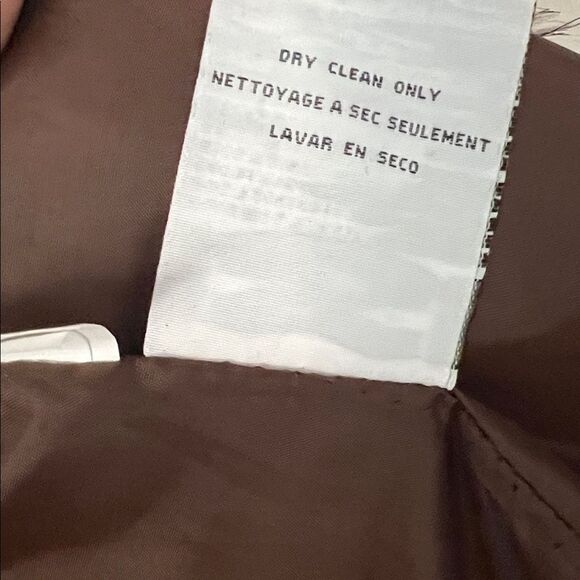 DRY CLEAN ONLY
NETTOYAGE A SEC SEULEMENT
LAVAR EN SECO